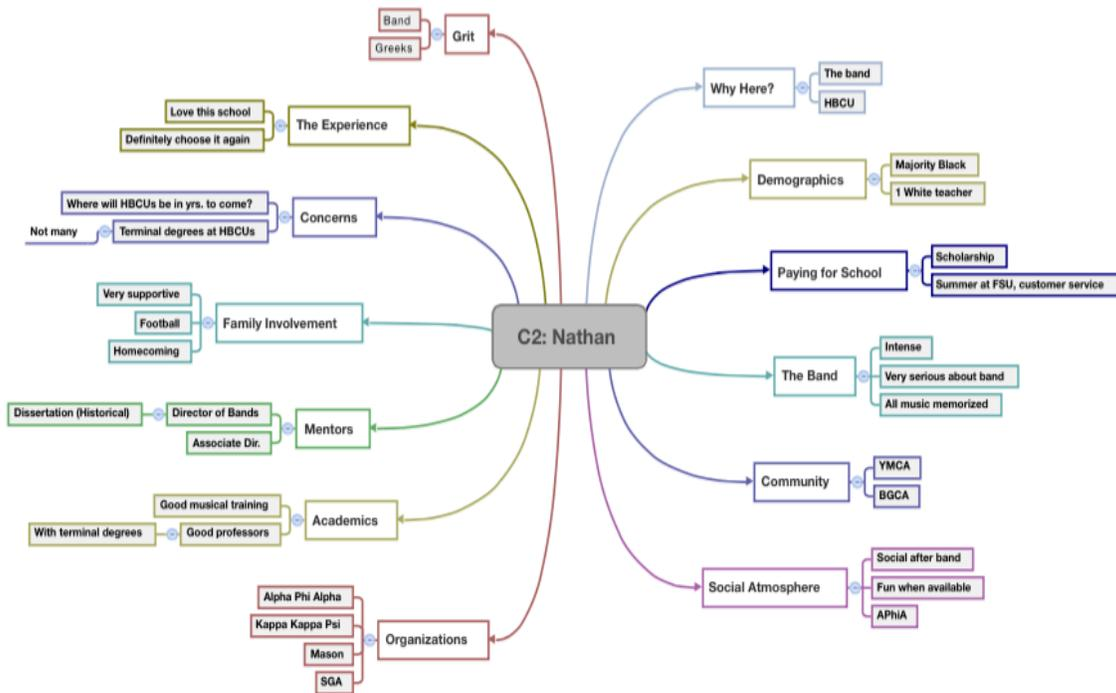 Band
Greeks
Grit
Love this school
Definitely choose it again
The Experience
Where will HBCUs be in yrs. to come?
Not many
Terminal degrees at HBCUs
Concerns
Very supportive
Football
Homecoming
Family Involvement
Dissertation (Historical)
Director of Bands
Associate Dir.
Mentors
Good musical training
With terminal degrees
Good professors
Academics
Alpha Phi Alpha
Kappa Kappa Psi
Mason
SGA
Organizations
C2: Nathan
Why Here?
The band
HBCU
Demographics
Majority Black
1 White teacher
Paying for School
Scholarship
Summer at FSU, customer service
The Band
Intense
Very serious about band
All music memorized
Community
YMCA
BGCA
Social Atmosphere
Social after band
Fun when available
APhiA